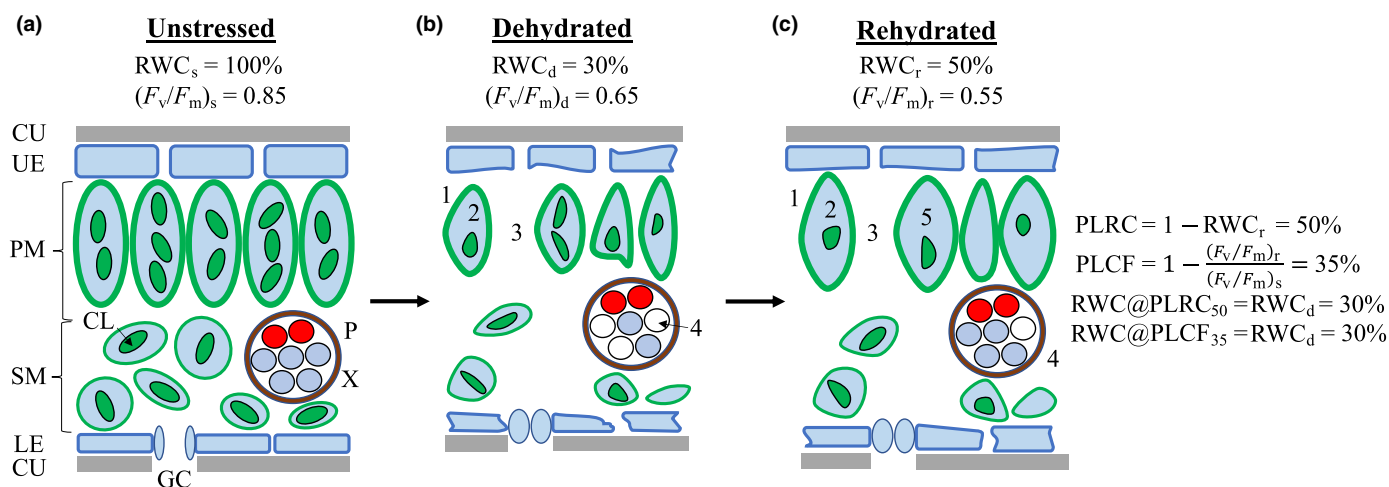 (a) Unstressed
RWCs = 100%
(Fv/Fm)s = 0.85
CU
UE
PM
CL
P
X
SM
LE
CU
GC
(b) Dehydrated
RWCd = 30%
(Fv/Fm)d = 0.65
1
2
3
4
(c) Rehydrated
RWCr = 50%
(Fv/Fm)r = 0.55
1
2
3
5
4
PLRC = 1 − RWCr = 50%
PLCF = 1 − (Fv/Fm)r/(Fv/Fm)s = 35%
RWC@PLRC50 = RWCd = 30%
RWC@PLCF35 = RWCd = 30%